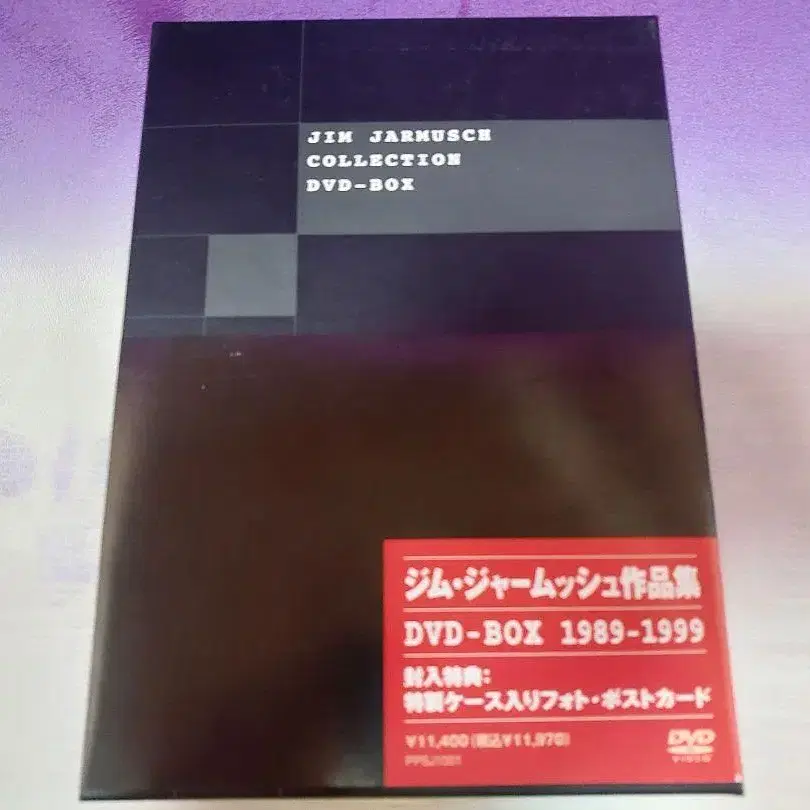 JIM JARMUSCH
COLLECTION
DVD-BOX
ジム・ジャームッシュ作品集
DVD-BOX 1989-1999
封入特典:
特製ケース入りフォト・ポストカード
¥11,400(税込¥11,970)
DVD
VIDEO